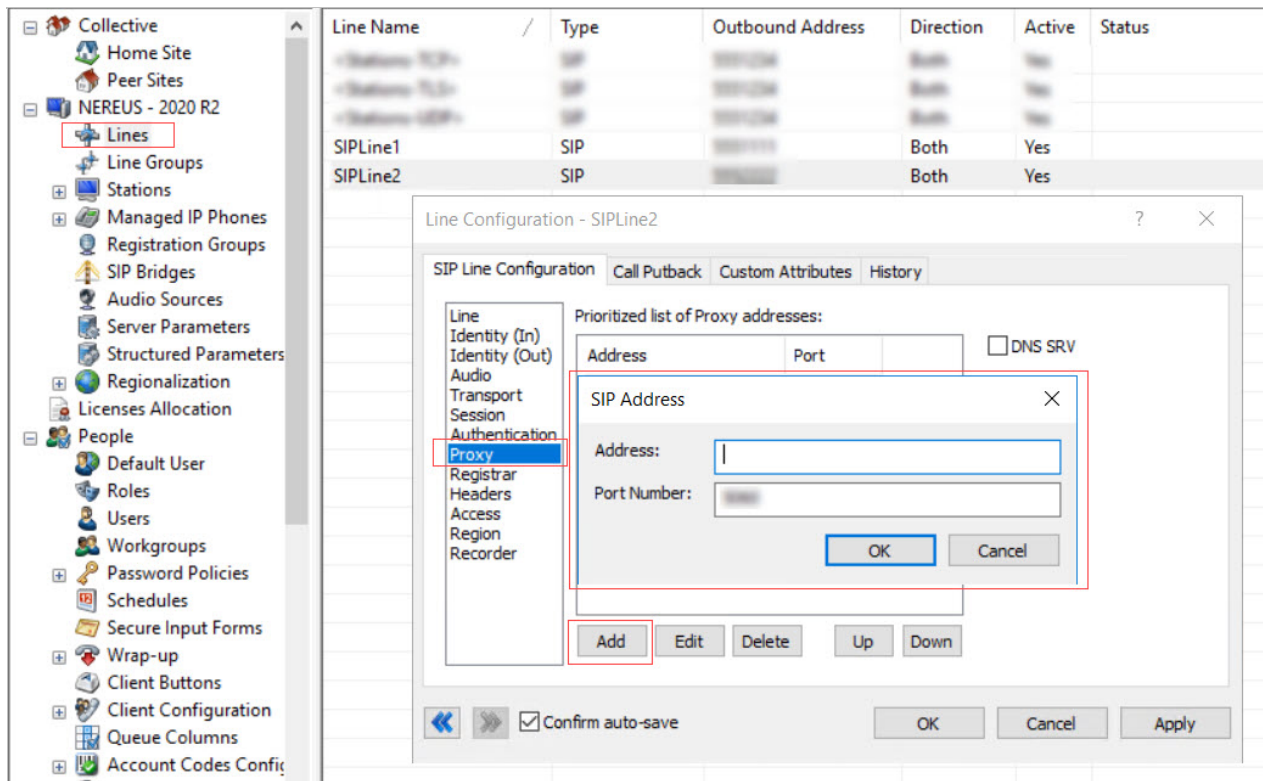 Collective
Home Site
Peer Sites
NEREUS - 2020 R2
Lines
Line Groups
Stations
Managed IP Phones
Registration Groups
SIP Bridges
Audio Sources
Server Parameters
Structured Parameters
Regionalization
Licenses Allocation
People
Default User
Roles
Users
Workgroups
Password Policies
Schedules
Secure Input Forms
Wrap-up
Client Buttons
Client Configuration
Queue Columns
Account Codes
Line Name / Type Outbound Address Direction Active Status
SIPLine1 SIP Both Yes
SIPLine2 SIP Both Yes
Line Configuration - SIPLine2 ?
SIP Line Configuration Call Putback Custom Attributes History
Line
Identity (In)
Identity (Out)
Audio
Transport
Session
Authentication
Proxy
Registrar
Headers
Access
Region
Recorder
Prioritized list of Proxy addresses:
Address Port
DNS SRV
SIP Address
Address:
Port Number:
OK Cancel
Add Edit Delete Up Down
Confirm auto-save
OK Cancel Apply